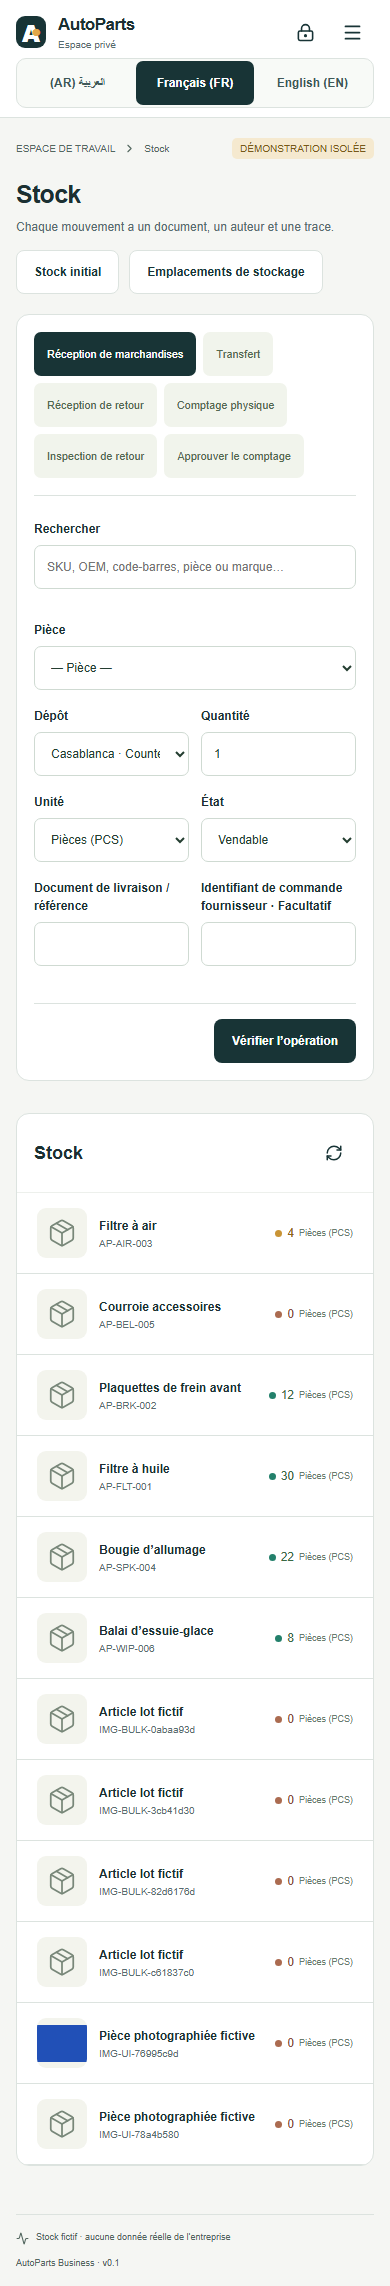 AutoParts
Espace privé
العربية (AR)
Français (FR)
English (EN)
ESPACE DE TRAVAIL > Stock
DÉMONSTRATION ISOLÉE
Stock
Chaque mouvement a un document, un auteur et une trace.
Stock initial
Emplacements de stockage
Réception de marchandises
Transfert
Réception de retour
Comptage physique
Inspection de retour
Approuver le comptage
Rechercher
SKU, OEM, code-barres, pièce ou marque…
Pièce
— Pièce —
Dépôt
Quantité
Casablanca · Counte
1
Unité
État
Pièces (PCS)
Vendable
Document de livraison /
référence
Identifiant de commande
fournisseur · Facultatif
Vérifier l’opération
Stock
Filtre à air
AP-AIR-003
4 Pièces (PCS)
Courroie accessoires
AP-BEL-005
0 Pièces (PCS)
Plaquettes de frein avant
AP-BRK-002
12 Pièces (PCS)
Filtre à huile
AP-FLT-001
30 Pièces (PCS)
Bougie d’allumage
AP-SPK-004
22 Pièces (PCS)
Balai d’essuie-glace
AP-WIP-006
8 Pièces (PCS)
Article lot fictif
IMG-BULK-0abaa93d
0 Pièces (PCS)
Article lot fictif
IMG-BULK-3cb41d30
0 Pièces (PCS)
Article lot fictif
IMG-BULK-82d6176d
0 Pièces (PCS)
Article lot fictif
IMG-BULK-c61837c0
0 Pièces (PCS)
Pièce photographiée fictive
IMG-UI-76995c9d
0 Pièces (PCS)
Pièce photographiée fictive
IMG-UI-78a4b580
0 Pièces (PCS)
Stock fictif · aucune donnée réelle de l’entreprise
AutoParts Business · v0.1